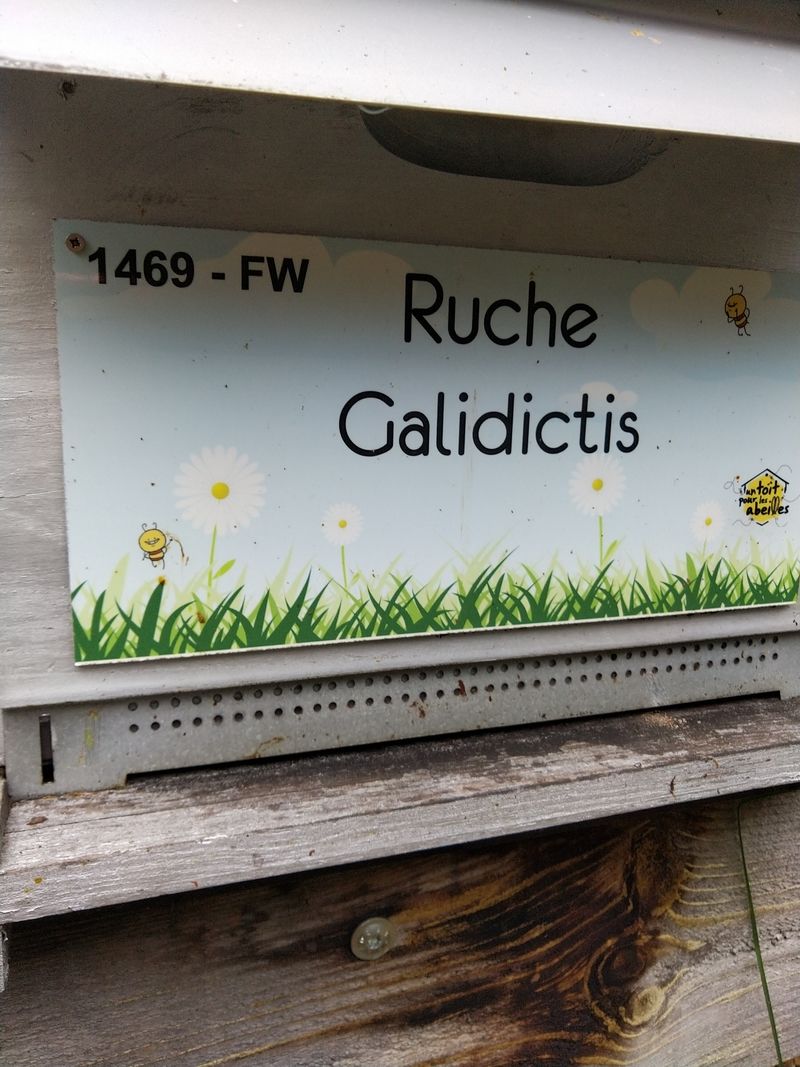 1469 - FW
Ruche
Galidictis
un toit
pour les
abeilles